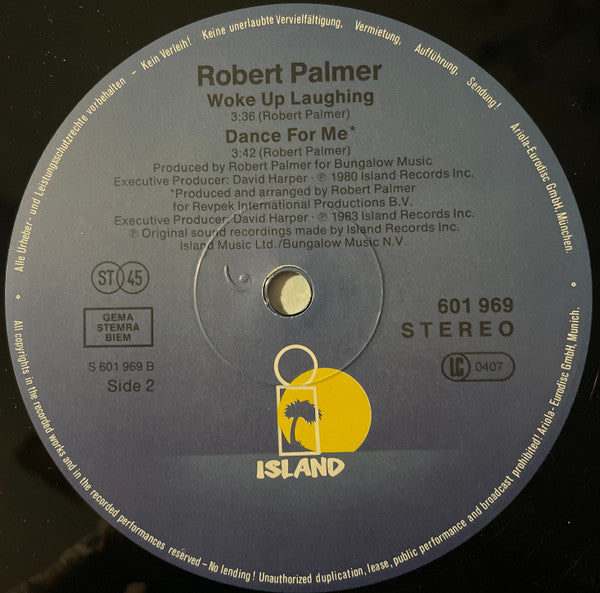 Alle Urheber- und Leistungsschutzrechte vorbehalten – Kein Verleih! Keine unerlaubte Vervielfältigung, Vermietung, Aufführung, Sendung! Ariola-Eurodisc GmbH, München.
Robert Palmer
Woke Up Laughing
3:36 (Robert Palmer)
Dance For Me*
3:42 (Robert Palmer)
Produced by Robert Palmer for Bungalow Music
Executive Producer: David Harper · ℗ 1980 Island Records Inc.
*Produced and arranged by Robert Palmer
for Revpek International Productions B.V.
Executive Producer: David Harper · ℗ 1983 Island Records Inc.
℗ Original sound recordings made by Island Records Inc.
Island Music Ltd./Bungalow Music N.V.
ST 45
GEMA
STEMRA
BIEM
S 601 969 B
Side 2
601 969
STEREO
LC 0407
ISLAND
All copyrights in the recorded works and in the recorded performances reserved – No lending! Unauthorized duplication, lease, public performance and broadcast prohibited! Ariola-Eurodisc GmbH, Munich.